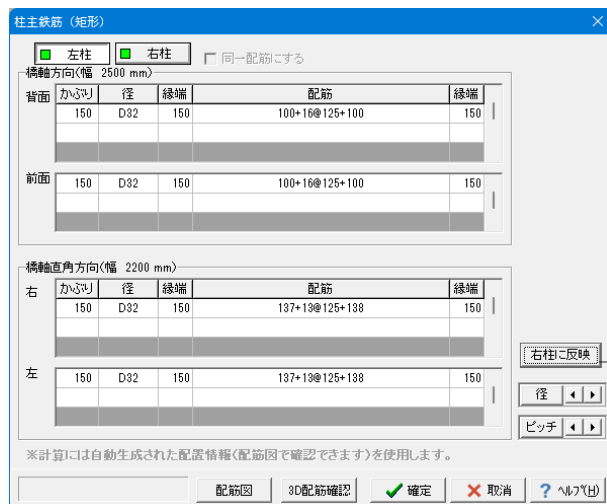 柱主鉄筋（矩形）
左柱 右柱 同一配筋にする
橋軸方向(幅 2500 mm)
背面 かぶり 径 縁端 配筋 縁端
150 D32 150 100+16@125+100 150
前面 150 D32 150 100+16@125+100 150
橋軸直角方向(幅 2200 mm)
右 かぶり 径 縁端 配筋 縁端
150 D32 150 137+13@125+138 150
右柱に反映
左 150 D32 150 137+13@125+138 150
径
ピッチ
※計算には自動生成された配置情報(配筋図で確認できます)を使用します。
配筋図 3D配筋確認 確定 取消 ? ヘルプ(H)